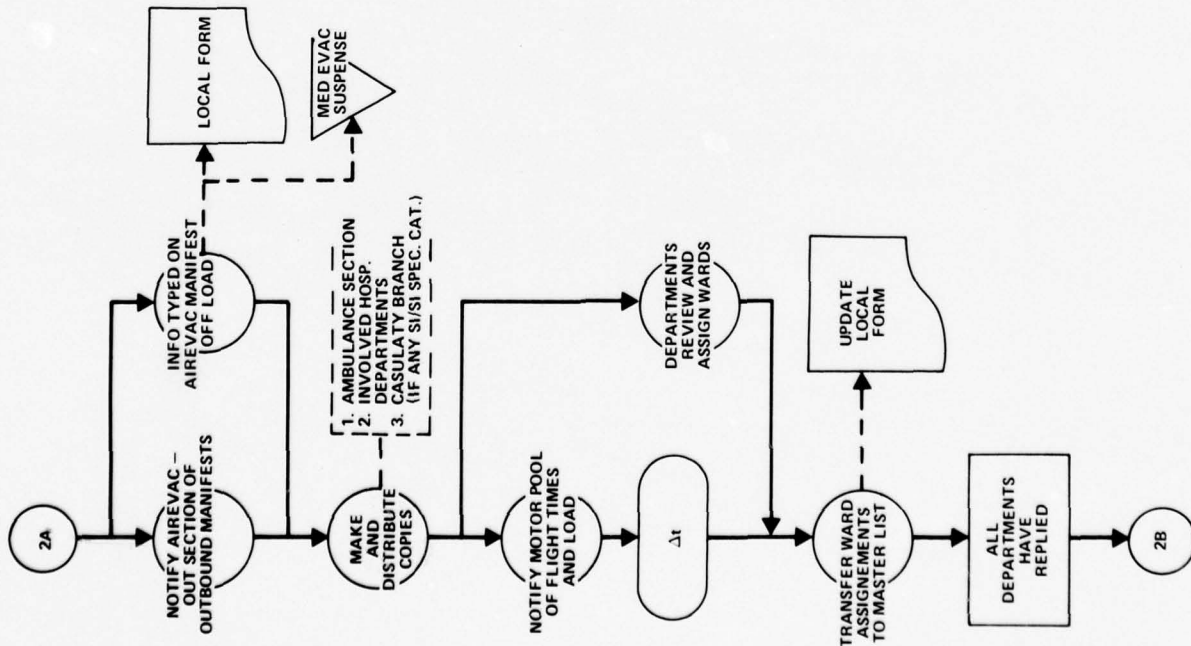 2A
NOTIFY AIREVAC –
OUT SECTION OF
OUTBOUND MANIFESTS
INFO TYPED ON
AIREVAC MANIFEST
OFF LOAD
LOCAL FORM
MED EVAC
SUSPENSE
MAKE
AND
DISTRIBUTE
COPIES
1. AMBULANCE SECTION
2. INVOLVED HOSP.
DEPARTMENTS
3. CASULATY BRANCH
(IF ANY SI/SI SPEC. CAT.)
NOTIFY MOTOR POOL
OF FLIGHT TIMES
AND LOAD
DEPARTMENTS
REVIEW AND
ASSIGN WARDS
Δt
TRANSFER WARD
ASSIGNEMENTS
TO MASTER LIST
UPDATE
LOCAL
FORM
ALL
DEPARTMENTS
HAVE
REPLIED
2B